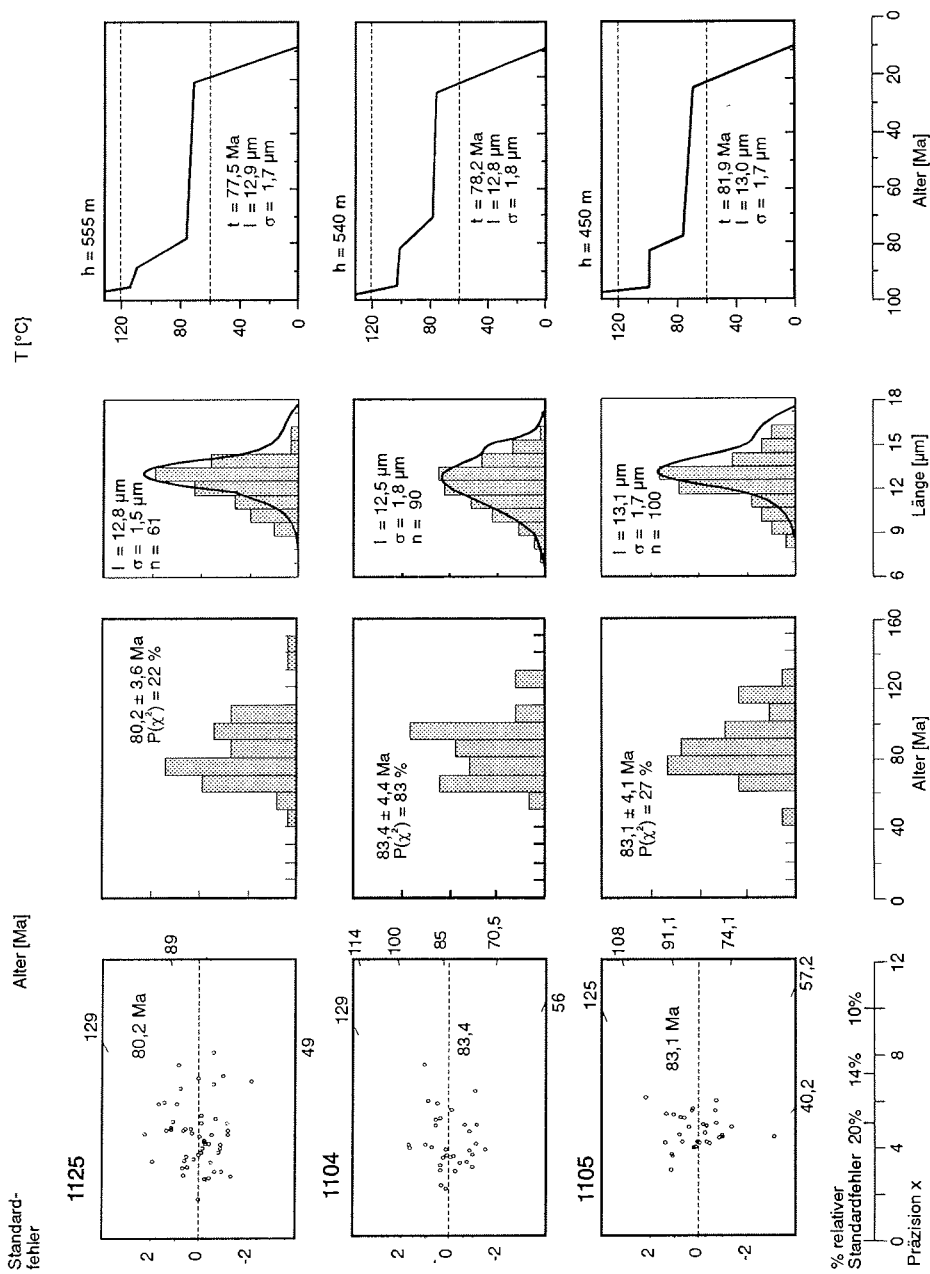 Standard-
fehler
Alter [Ma]
T [°C]
1125
80,2 Ma
129
89
49
2
0
-2
80,2 ± 3,6 Ma
P(χ²) = 22 %
l = 12,8 µm
σ = 1,5 µm
n = 61
h = 555 m
t = 77,5 Ma
l = 12,9 µm
σ = 1,7 µm
120
80
40
0
1104
83,4
129
114
100
85
70,5
56
2
0
-2
83,4 ± 4,4 Ma
P(χ²) = 83 %
l = 12,5 µm
σ = 1,8 µm
n = 90
h = 540 m
t = 78,2 Ma
l = 12,8 µm
σ = 1,8 µm
120
80
40
0
1105
83,1 Ma
125
108
91,1
74,1
57,2
40,2
2
0
-2
83,1 ± 4,1 Ma
P(χ²) = 27 %
l = 13,1 µm
σ = 1,7 µm
n = 100
h = 450 m
t = 81,9 Ma
l = 13,0 µm
σ = 1,7 µm
120
80
40
0
% relativer
Standardfehler 20% 14% 10%
0 4 8 12
Präzision x
0 40 80 120 160
Alter [Ma]
6 9 12 15 18
Länge [µm]
100 80 60 40 20 0
Alter [Ma]